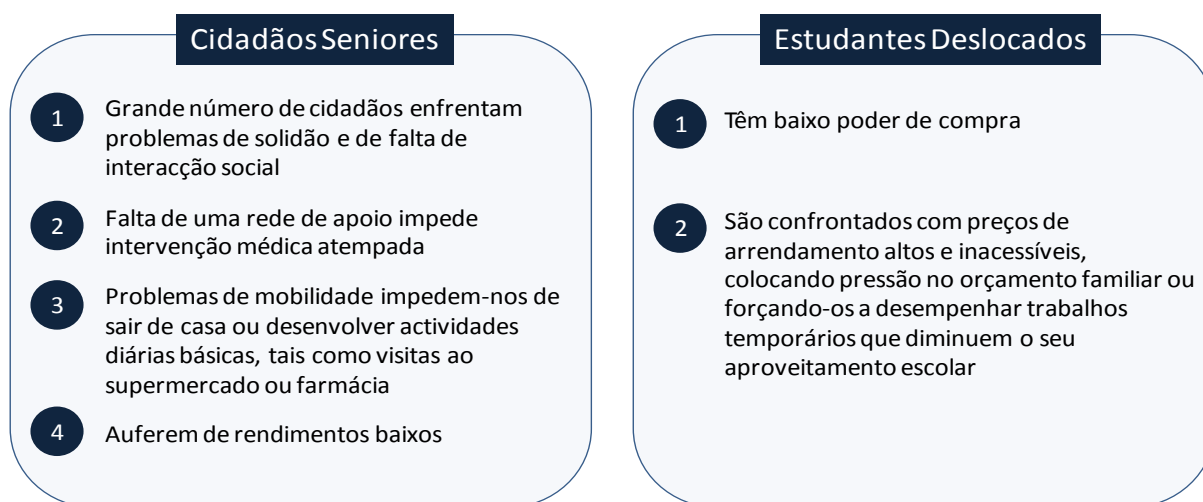 Cidadãos Seniores
1
Grande número de cidadãos enfrentam
problemas de solidão e de falta de
interacção social
2
Falta de uma rede de apoio impede
intervenção médica atempada
3
Problemas de mobilidade impedem-nos de
sair de casa ou desenvolver actividades
diárias básicas, tais como visitas ao
supermercado ou farmácia
4
Auferem de rendimentos baixos
Estudantes Deslocados
1
Têm baixo poder de compra
2
São confrontados com preços de
arrendamento altos e inacessíveis,
colocando pressão no orçamento familiar ou
forçando-os a desempenhar trabalhos
temporários que diminuem o seu
aproveitamento escolar